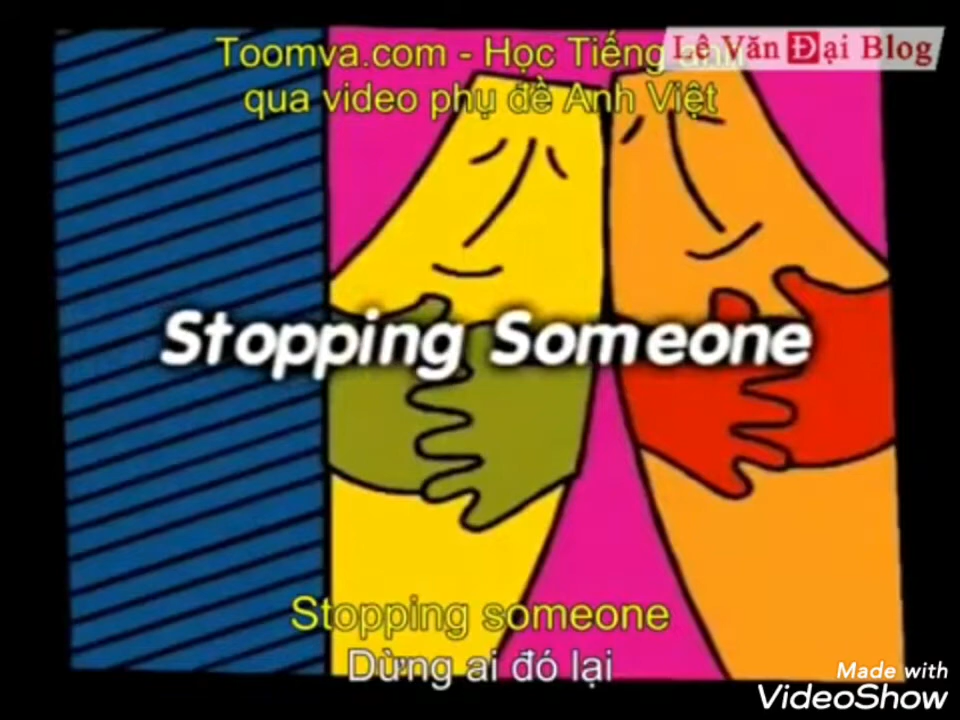 Toomva.com - Học Tiếng anh
Lê Văn Đại Blog
qua video phụ đề Anh Việt
Stopping Someone
Stopping someone
Dừng ai đó lại
Made with
VideoShow